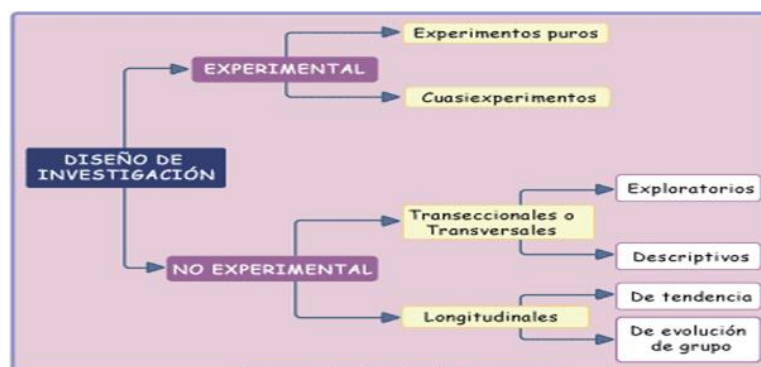 Experimentos puros
EXPERIMENTAL
Cuasiexperimentos
DISEÑO DE
INVESTIGACIÓN
Exploratorios
Transeccionales o
Transversales
Descriptivos
NO EXPERIMENTAL
De tendencia
Longitudinales
De evolución
de grupo